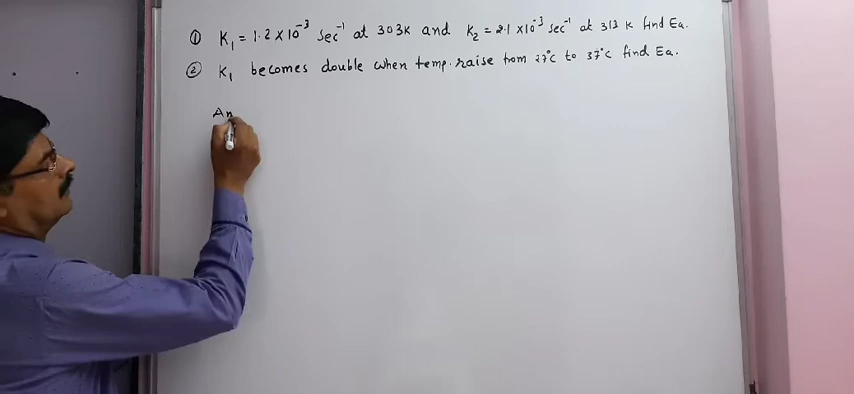 ① K₁ = 1.2 × 10⁻³ sec⁻¹ at 303K and K₂ = 2.1 × 10⁻³ sec⁻¹ at 313 K find Ea.
② K₁ becomes double when temp. raise from 27°C to 37°C find Ea.
An